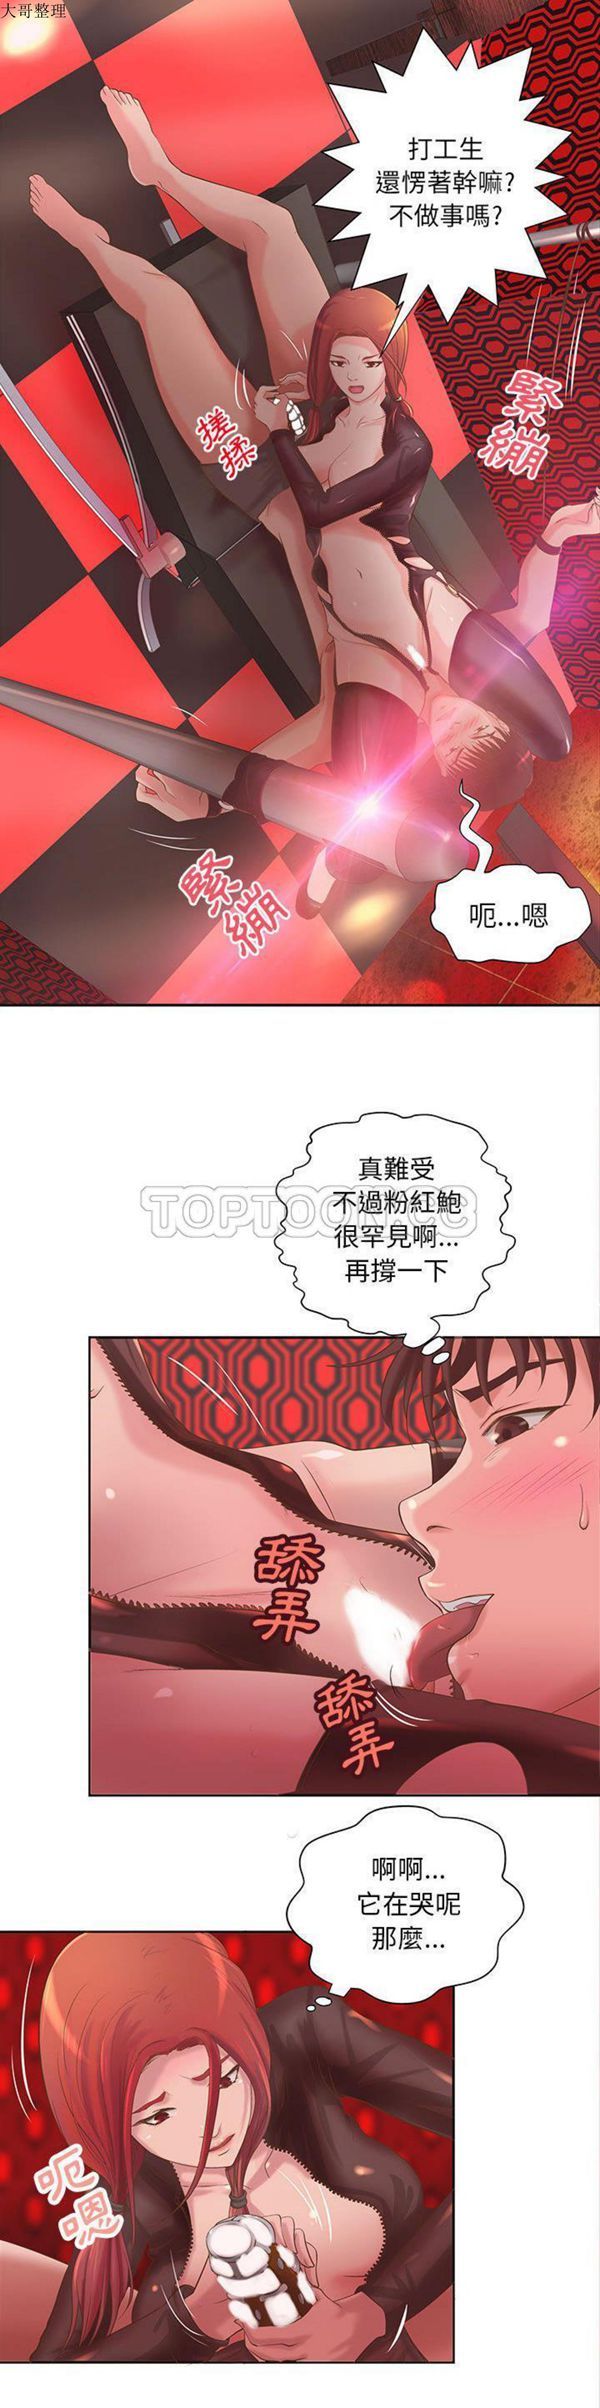 大哥整理
打工生
還愣著幹嘛?
不做事嗎?
緊繃
搓揉
緊繃
呃...嗯
真難受
不過粉紅鮑
很罕見啊...
再撐一下
TOPTOON.CC
舔弄
舔弄
啊啊...
它在哭呢
那麼...
呃嗯